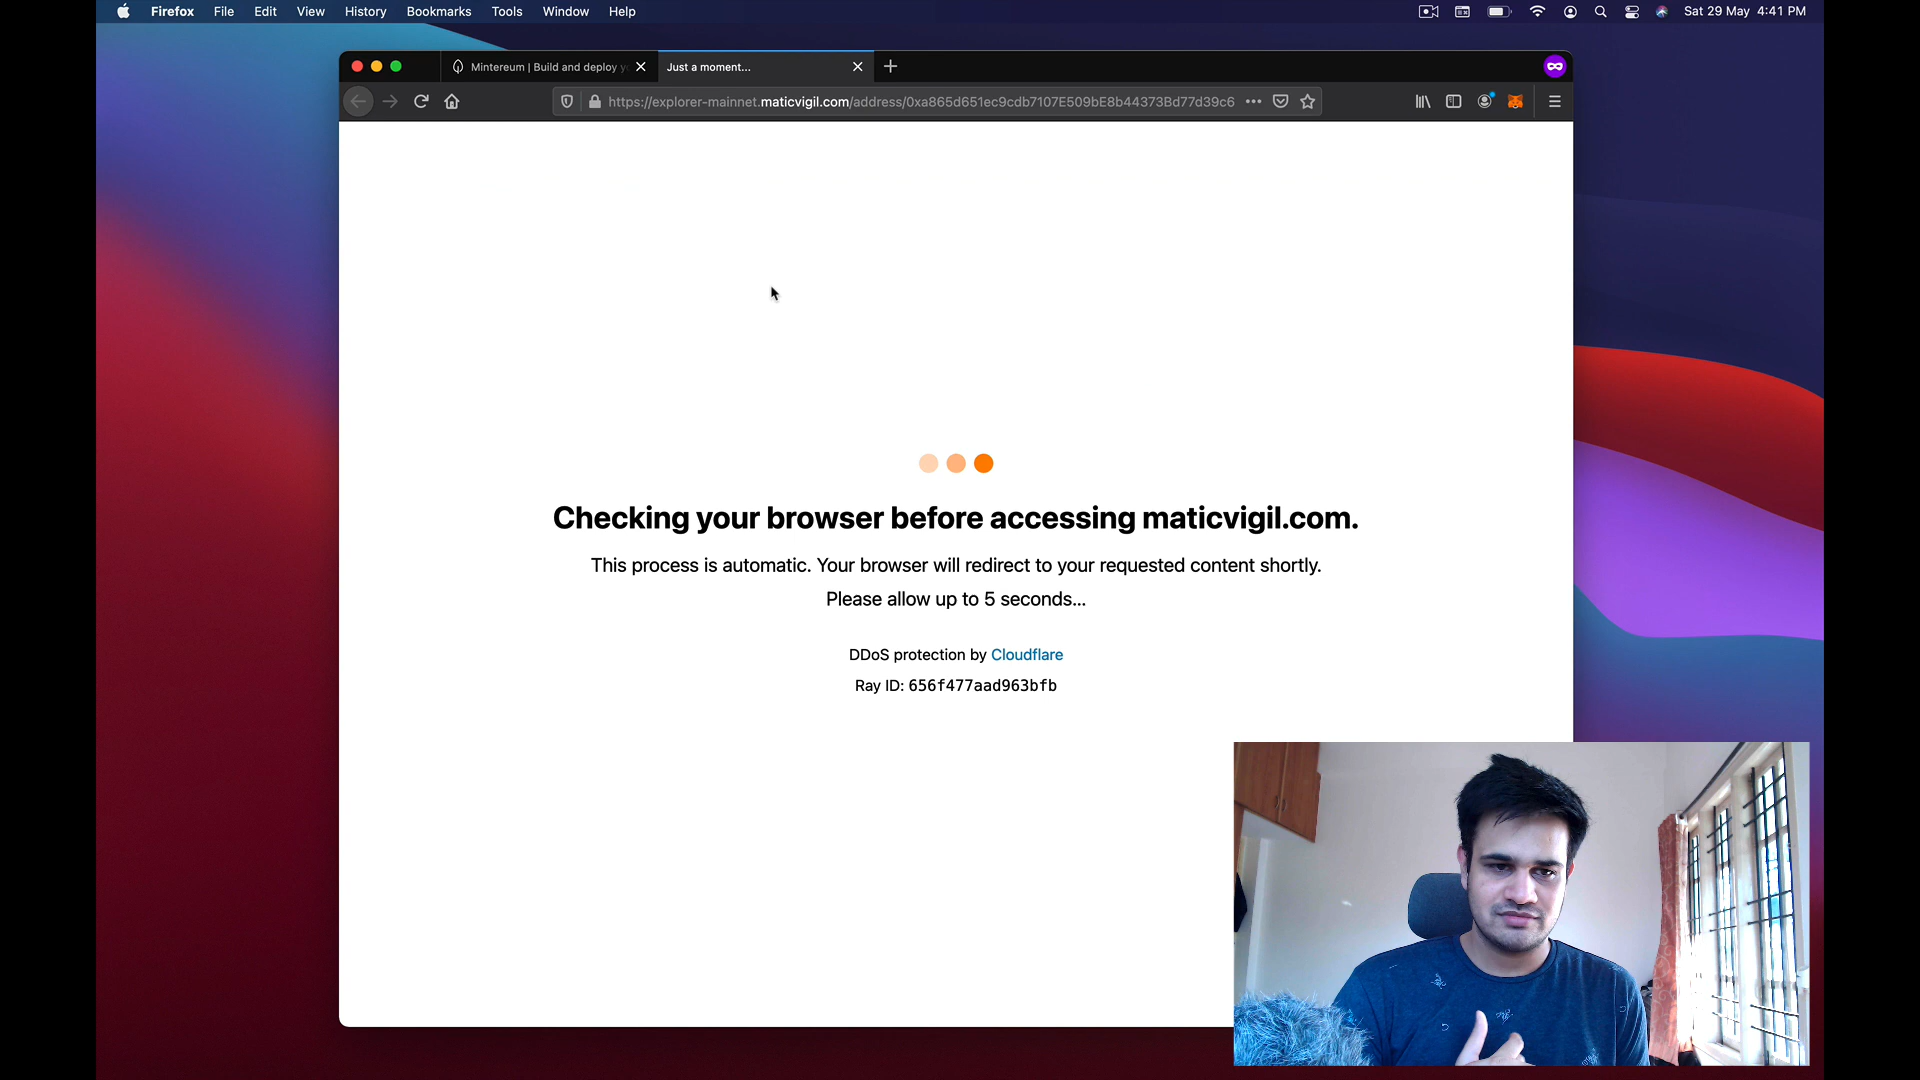 Firefox File Edit View History Bookmarks Tools Window Help Sat 29 May 4:41 PM
Mintereum | Build and deploy y Just a moment...
https://explorer-mainnet.maticvigil.com/address/0xa865d651ec9cdb7107E509bE8b44373Bd77d39c6
Checking your browser before accessing maticvigil.com.
This process is automatic. Your browser will redirect to your requested content shortly.
Please allow up to 5 seconds...
DDoS protection by Cloudflare
Ray ID: 656f477aad963bfb